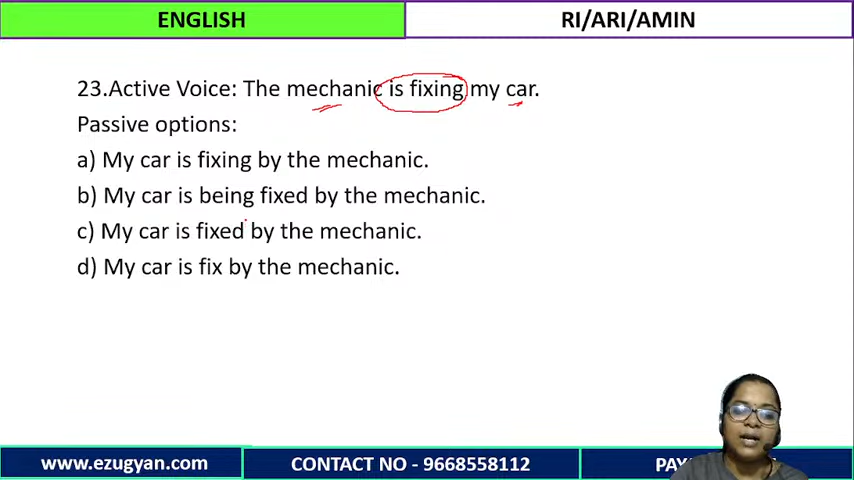 ENGLISH
RI/ARI/AMIN
23.Active Voice: The mechanic is fixing my car.
Passive options:
a) My car is fixing by the mechanic.
b) My car is being fixed by the mechanic.
c) My car is fixed by the mechanic.
d) My car is fix by the mechanic.
www.ezugyan.com
CONTACT NO - 9668558112